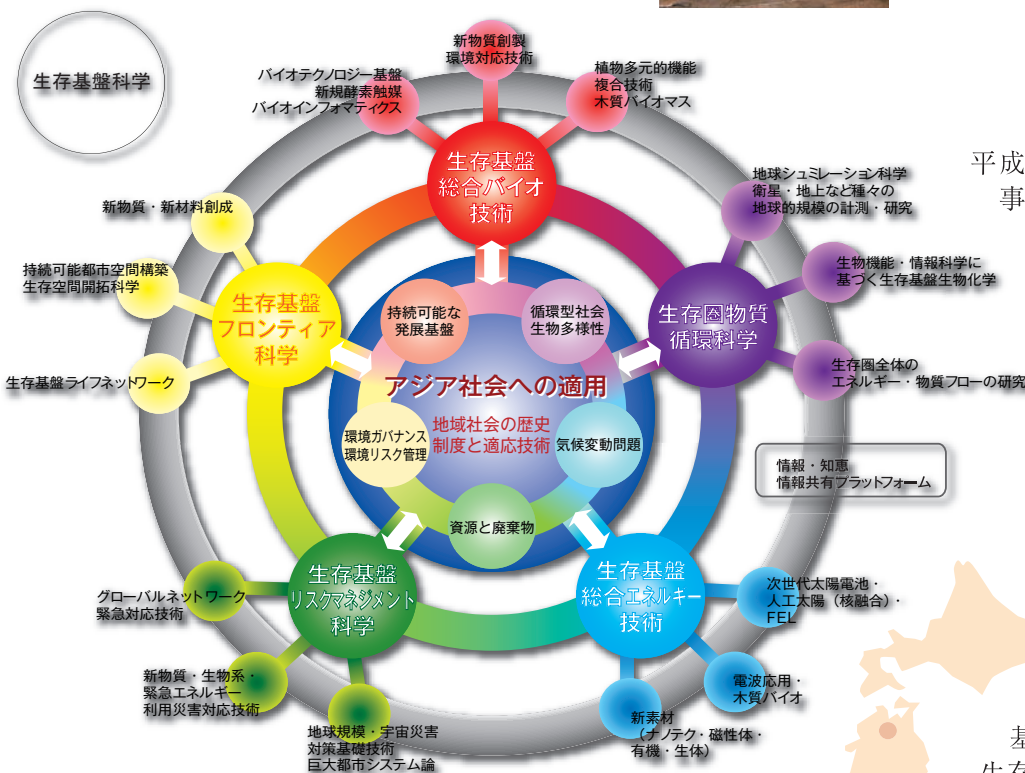 生存基盤科学
新物質創製
環境対応技術
バイオテクノロジー基盤
新規酵素触媒
バイオインフォマティクス
植物多元的機能
複合技術
木質バイオマス
生存基盤
総合バイオ
技術
平成
事
地球シュミレーション科学
衛星・地上など種々の
地球的規模の計測・研究
新物質・新材料創成
生物機能・情報科学に
基づく生存基盤生物化学
持続可能都市空間構築
生存空間開拓科学
生存基盤
フロンティア
科学
生存圏物質
循環科学
持続可能な
発展基盤
循環型社会
生物多様性
生存圏全体の
エネルギー・物質フローの研究
生存基盤ライフネットワーク
アジア社会への適用
地域社会の歴史
制度と適応技術
環境ガバナンス
環境リスク管理
気候変動問題
情報・知恵
情報共有プラットフォーム
資源と廃棄物
生存基盤
リスクマネジメント
科学
生存基盤
総合エネルギー
技術
グローバルネットワーク
緊急対応技術
次世代太陽電池・
人工太陽（核融合）・
FEL
新物質・生物系・
緊急エネルギー
利用災害対応技術
電波応用・
木質バイオ
地球規模・宇宙災害
対策基礎技術
巨大都市システム論
新素材
（ナノテク・磁性体・
有機・生体）
基
生存